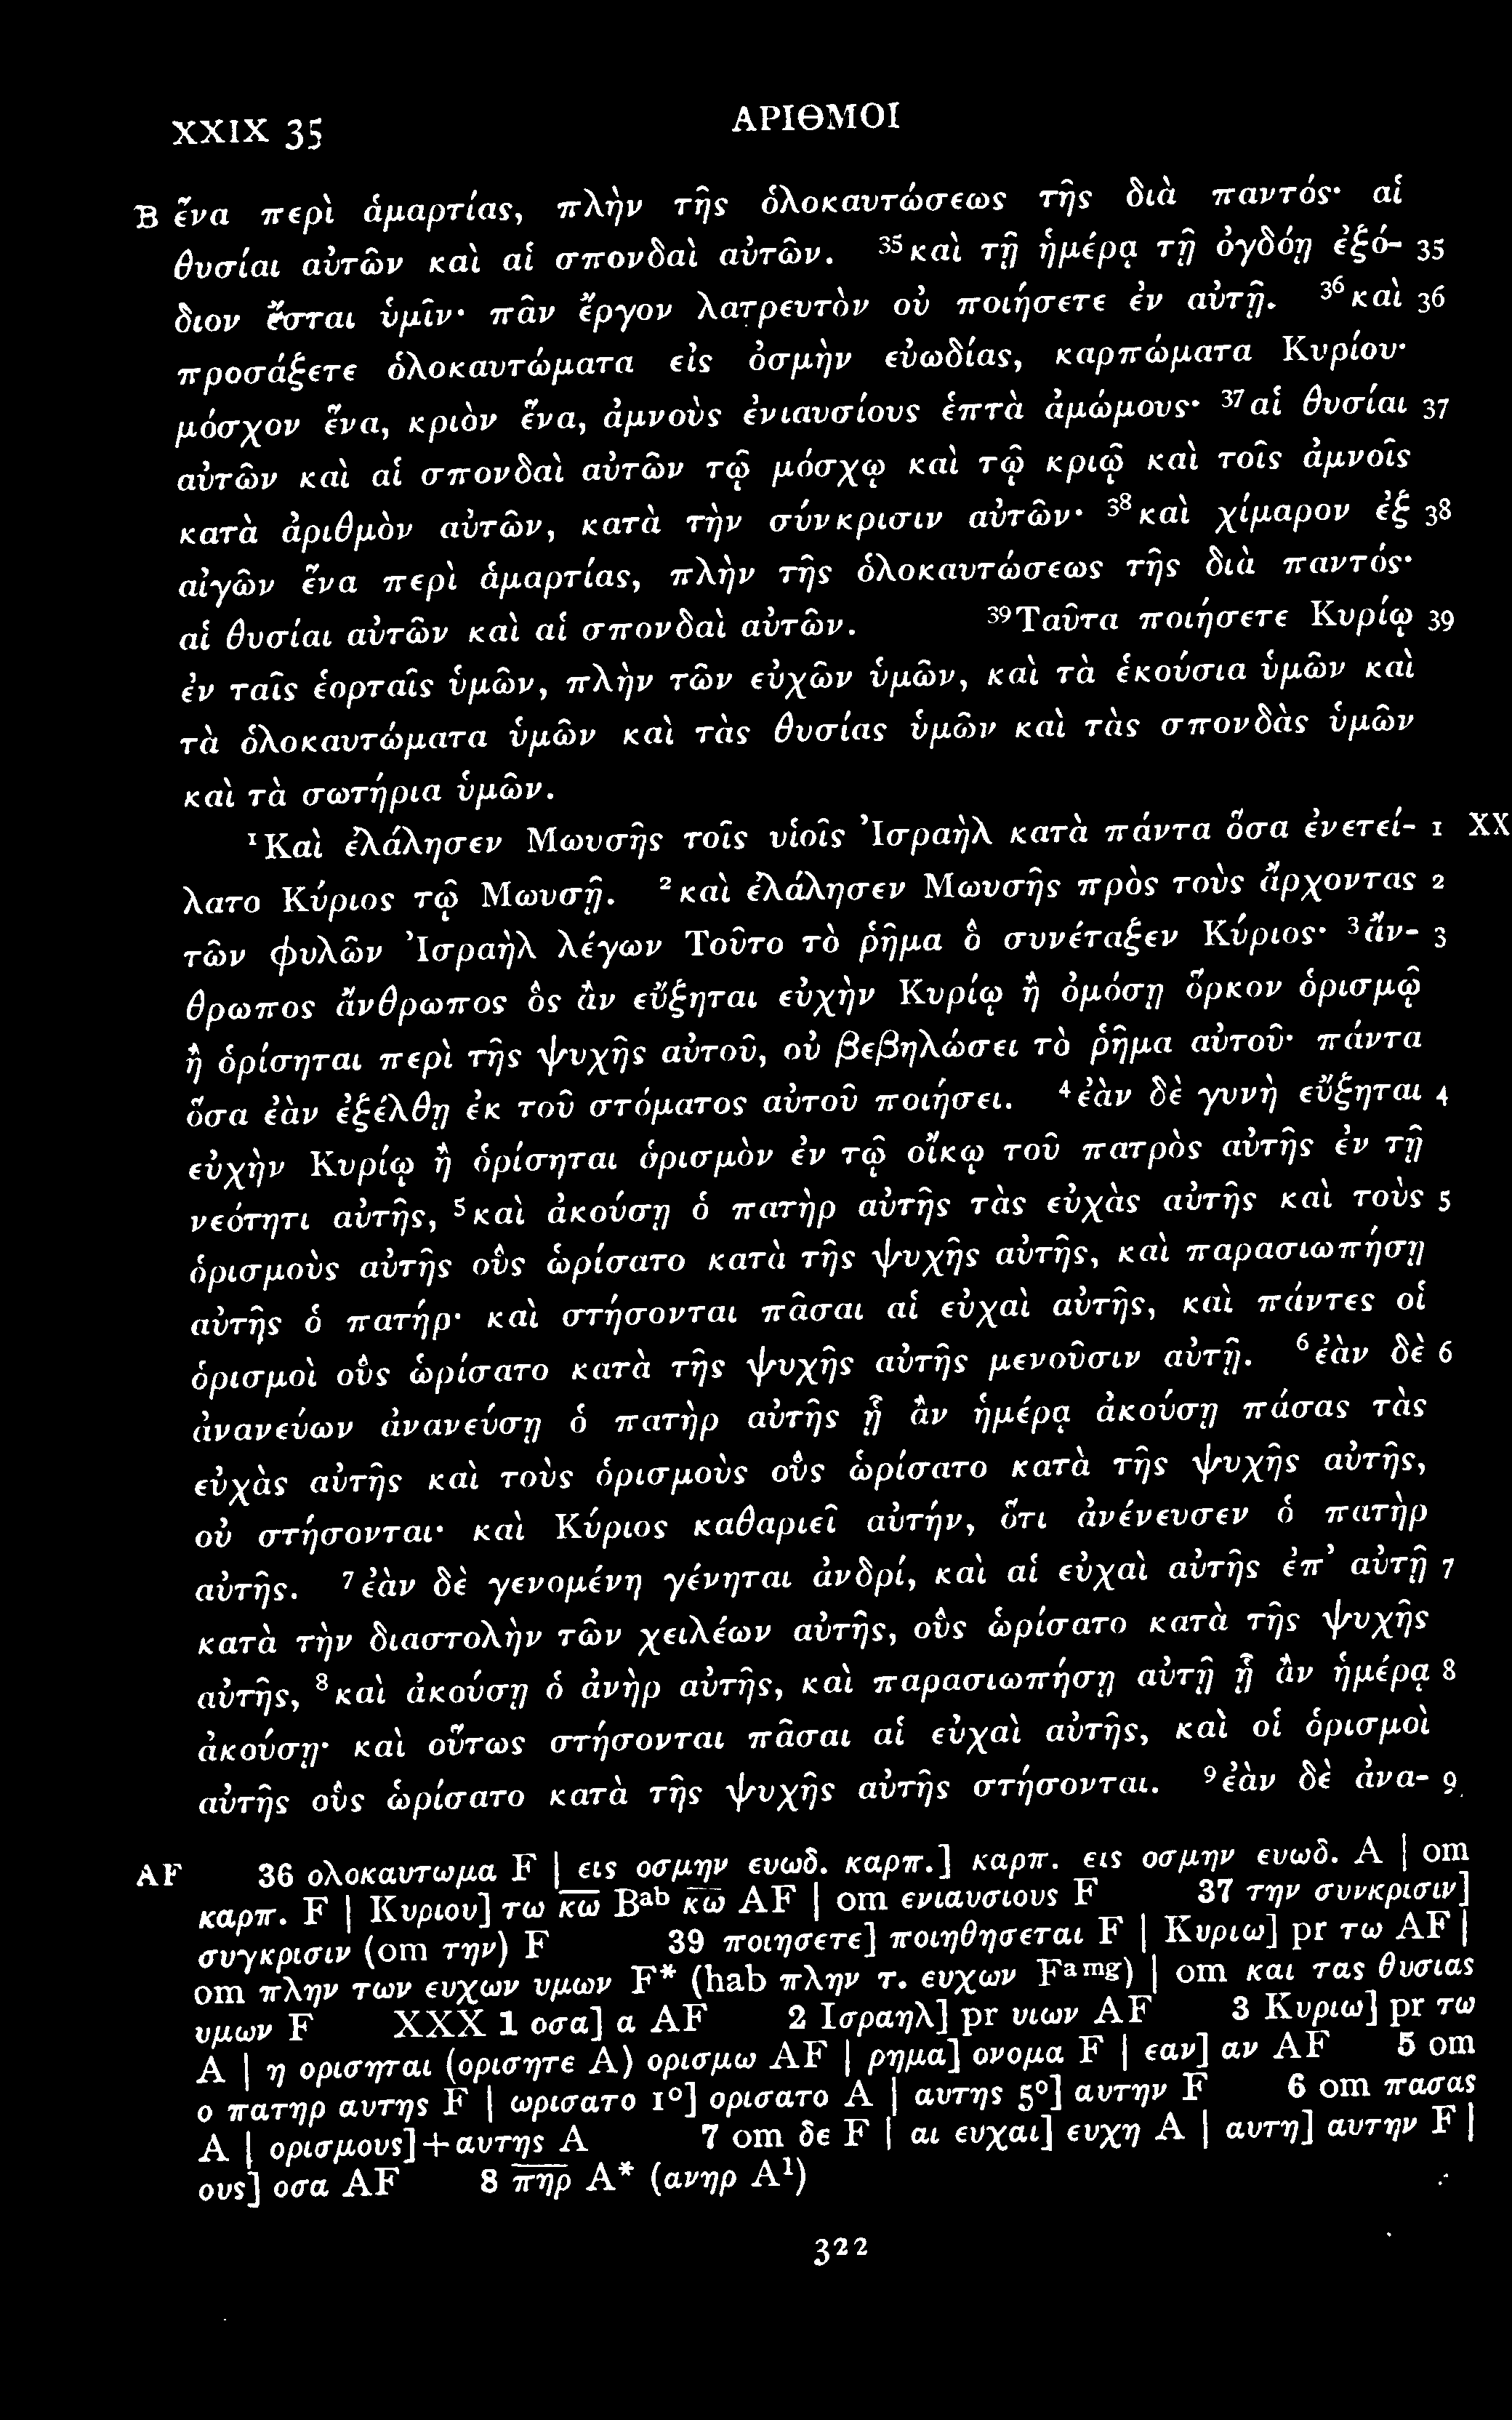 XXIX 35 ΑΡΙΘΜΟΙ
B ἕνα περὶ ἁμαρτίας, πλὴν τῆς ὁλοκαυτώσεως τῆς διὰ παντός· αἱ
θυσίαι αὐτῶν καὶ αἱ σπονδαὶ αὐτῶν. ³⁵καὶ τῇ ἡμέρᾳ τῇ ὀγδόῃ ἐξό- 35
διον ἔσται ὑμῖν· πᾶν ἔργον λατρευτὸν οὐ ποιήσετε ἐν αὐτῇ. ³⁶καὶ 36
προσάξετε ὁλοκαυτώματα εἰς ὀσμὴν εὐωδίας, καρπώματα Κυρίου·
μόσχον ἕνα, κριὸν ἕνα, ἀμνοὺς ἐνιαυσίους ἑπτὰ ἀμώμους· ³⁷αἱ θυσίαι 37
αὐτῶν καὶ αἱ σπονδαὶ αὐτῶν τῷ μόσχῳ καὶ τῷ κριῷ καὶ τοῖς ἀμνοῖς
κατὰ ἀριθμὸν αὐτῶν, κατὰ τὴν σύνκρισιν αὐτῶν· ³⁸καὶ χίμαρον ἐξ 38
αἰγῶν ἕνα περὶ ἁμαρτίας, πλὴν τῆς ὁλοκαυτώσεως τῆς διὰ παντός·
αἱ θυσίαι αὐτῶν καὶ αἱ σπονδαὶ αὐτῶν. ³⁹Ταῦτα ποιήσετε Κυρίῳ 39
ἐν ταῖς ἑορταῖς ὑμῶν, πλὴν τῶν εὐχῶν ὑμῶν, καὶ τὰ ἑκούσια ὑμῶν καὶ
τὰ ὁλοκαυτώματα ὑμῶν καὶ τὰς θυσίας ὑμῶν καὶ τὰς σπονδὰς ὑμῶν
καὶ τὰ σωτήρια ὑμῶν.
¹Καὶ ἐλάλησεν Μωυσῆς τοῖς υἱοῖς Ἰσραὴλ κατὰ πάντα ὅσα ἐνετεί- 1 XX
λατο Κύριος τῷ Μωυσῇ. ²καὶ ἐλάλησεν Μωυσῆς πρὸς τοὺς ἄρχοντας 2
τῶν φυλῶν Ἰσραὴλ λέγων Τοῦτο τὸ ῥῆμα ὃ συνέταξεν Κύριος· ³ἄν- 3
θρωπος ἄνθρωπος ὃς ἂν εὔξηται εὐχὴν Κυρίῳ ἢ ὀμόσῃ ὅρκον ὁρισμῷ
ἢ ὁρίσηται περὶ τῆς ψυχῆς αὐτοῦ, οὐ βεβηλώσει τὸ ῥῆμα αὐτοῦ· πάντα
ὅσα ἐὰν ἐξέλθῃ ἐκ τοῦ στόματος αὐτοῦ ποιήσει. ⁴ἐὰν δὲ γυνὴ εὔξηται 4
εὐχὴν Κυρίῳ ἢ ὁρίσηται ὁρισμὸν ἐν τῷ οἴκῳ τοῦ πατρὸς αὐτῆς ἐν τῇ
νεότητι αὐτῆς, ⁵καὶ ἀκούσῃ ὁ πατὴρ αὐτῆς τὰς εὐχὰς αὐτῆς καὶ τοὺς 5
ὁρισμοὺς αὐτῆς οὓς ὡρίσατο κατὰ τῆς ψυχῆς αὐτῆς, καὶ παρασιωπήσῃ
αὐτῆς ὁ πατήρ· καὶ στήσονται πᾶσαι αἱ εὐχαὶ αὐτῆς, καὶ πάντες οἱ
ὁρισμοὶ οὓς ὡρίσατο κατὰ τῆς ψυχῆς αὐτῆς μενοῦσιν αὐτῇ. ⁶ἐὰν δὲ 6
ἀνανεύων ἀνανεύσῃ ὁ πατὴρ αὐτῆς ᾗ ἂν ἡμέρᾳ ἀκούσῃ πάσας τὰς
εὐχὰς αὐτῆς καὶ τοὺς ὁρισμοὺς οὓς ὡρίσατο κατὰ τῆς ψυχῆς αὐτῆς,
οὐ στήσονται· καὶ Κύριος καθαριεῖ αὐτήν, ὅτι ἀνένευσεν ὁ πατὴρ
αὐτῆς. ⁷ἐὰν δὲ γενομένη γένηται ἀνδρί, καὶ αἱ εὐχαὶ αὐτῆς ἐπ’ αὐτῇ 7
κατὰ τὴν διαστολὴν τῶν χειλέων αὐτῆς, οὓς ὡρίσατο κατὰ τῆς ψυχῆς
αὐτῆς, ⁸καὶ ἀκούσῃ ὁ ἀνὴρ αὐτῆς, καὶ παρασιωπήσῃ αὐτῇ ᾗ ἂν ἡμέρᾳ 8
ἀκούσῃ· καὶ οὕτως στήσονται πᾶσαι αἱ εὐχαὶ αὐτῆς, καὶ οἱ ὁρισμοὶ
αὐτῆς οὓς ὡρίσατο κατὰ τῆς ψυχῆς αὐτῆς στήσονται. ⁹ἐὰν δὲ ἀνα- 9
AF 36 ολοκαυτωμα F | εις οσμην ευωδ. καρπ.] καρπ. εις οσμην ευωδ. A | om
καρπ. F | Κυριου] τω κ̅ω̅ Bᵃᵇ κ̅ω̅ AF | om ενιαυσιους F 37 την συνκρισιν]
συγκρισιν (om την) F 39 ποιησετε] ποιηθησεται F | Κυριω] pr τω AF |
om πλην των ευχων υμων F* (hab πλην τ. ευχων Fᵃᵐᵍ) | om και τας θυσιας
υμων F XXX 1 οσα] α AF 2 Ισραηλ] pr υιων AF 3 Κυριω] pr τω
A | η ορισηται (ορισητε A) ορισμω AF | ρημα] ονομα F | εαν] αν AF 5 om
ο πατηρ αυτης F | ωρισατο 1°] ορισατο A | αυτης 5°] αυτην F 6 om πασας
A | ορισμους]+αυτης A 7 om δε F | αι ευχαι] ευχη A | αυτη] αυτην F |
ους] οσα AF 8 π̅η̅ρ̅ A* (ανηρ A¹)
322